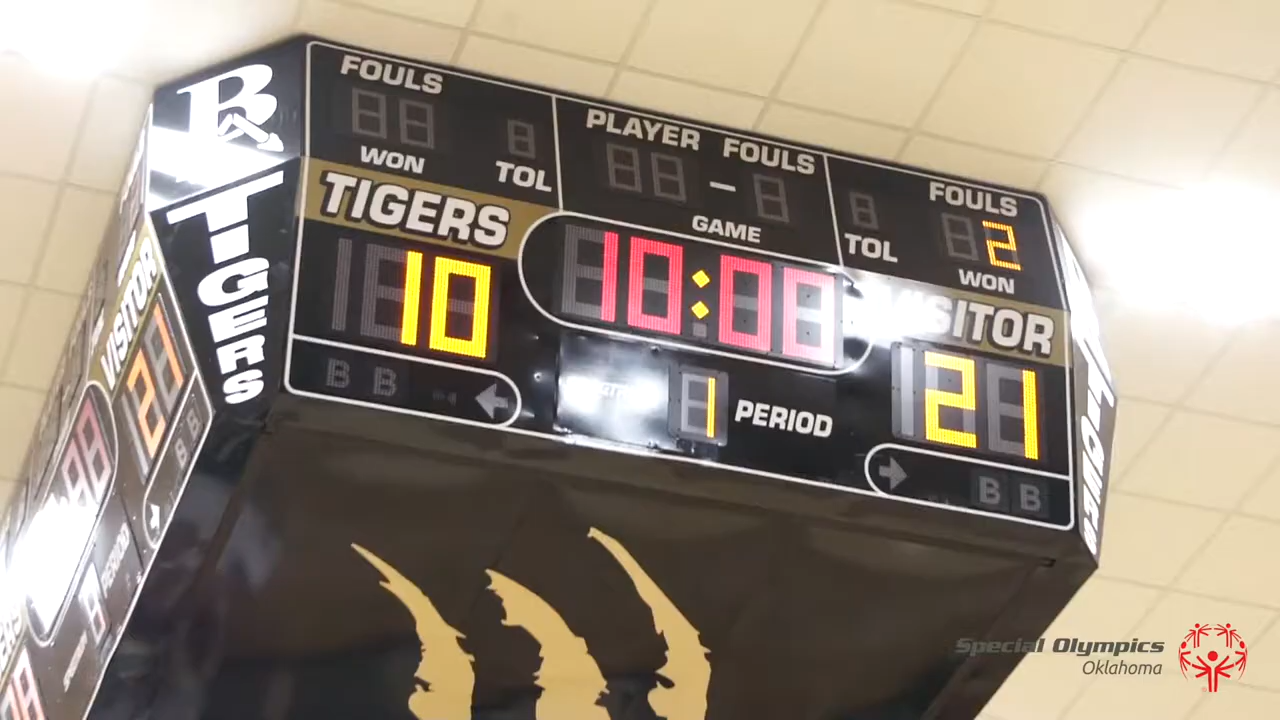 FOULS
WON
TOL
PLAYER FOULS
–
GAME
TOL
FOULS
2
WON
TIGERS
VISITOR
10
10:00
21
B B
1
PERIOD
B B
TIGERS
VISITOR
21
PERIOD
Special Olympics
Oklahoma